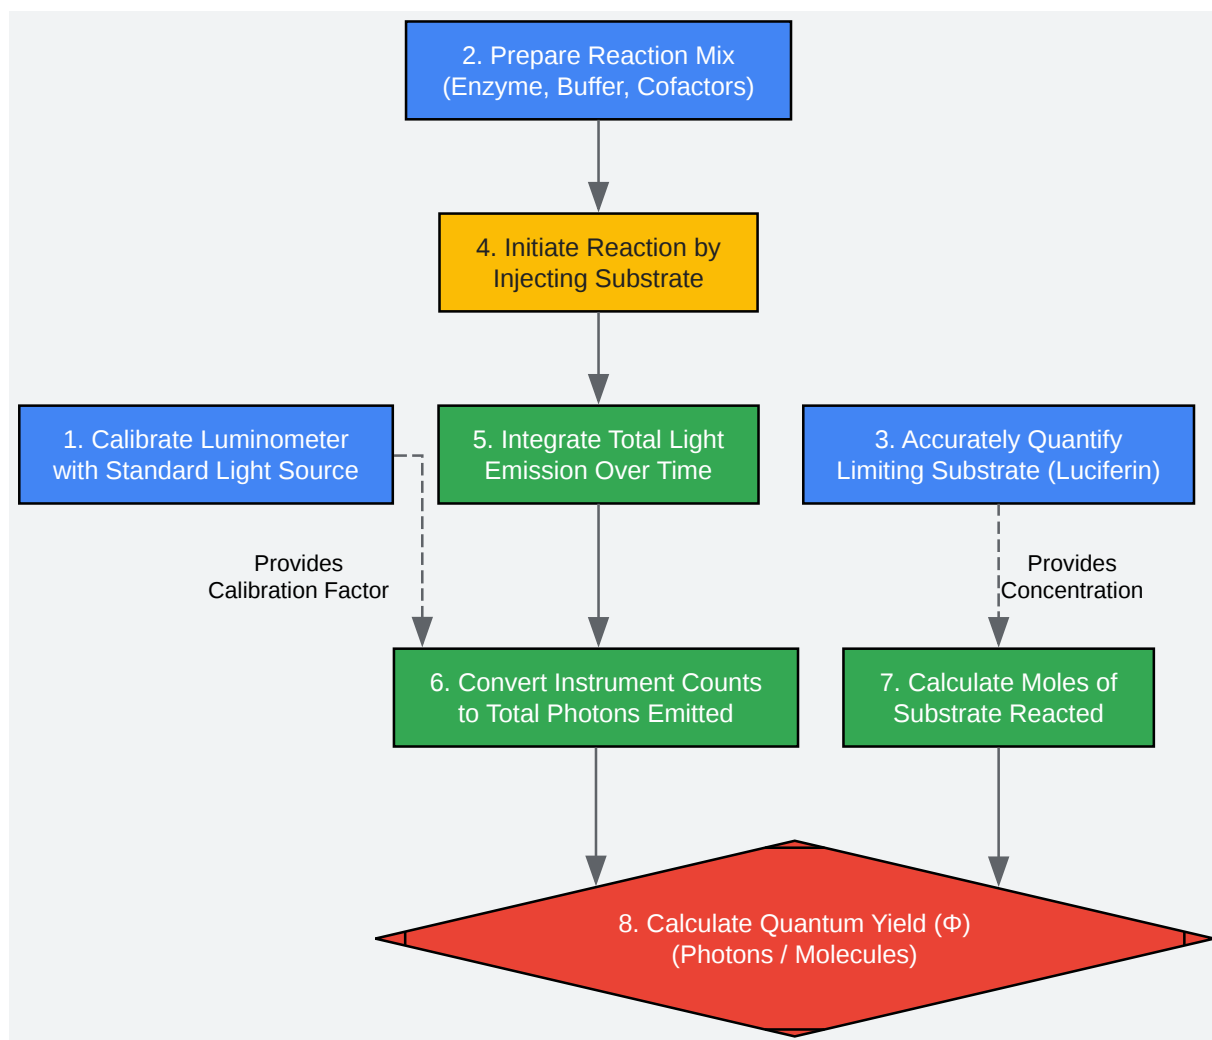 2. Prepare Reaction Mix
(Enzyme, Buffer, Cofactors)
4. Initiate Reaction by
Injecting Substrate
1. Calibrate Luminometer
with Standard Light Source
5. Integrate Total Light
Emission Over Time
3. Accurately Quantify
Limiting Substrate (Luciferin)
Provides
Calibration Factor
Provides
Concentration
6. Convert Instrument Counts
to Total Photons Emitted
7. Calculate Moles of
Substrate Reacted
8. Calculate Quantum Yield (Φ)
(Photons / Molecules)